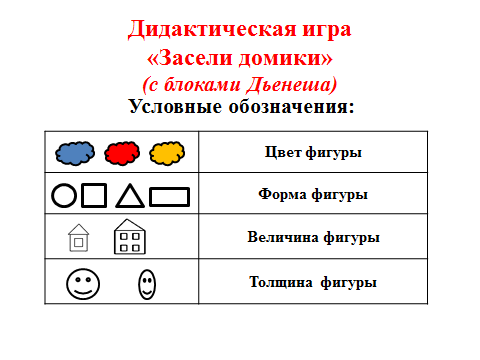 Дидактическая игра
«Засели домики»
(с блоками Дьенеша)
Условные обозначения:
Цвет фигуры
Форма фигуры
Величина фигуры
Толщина фигуры